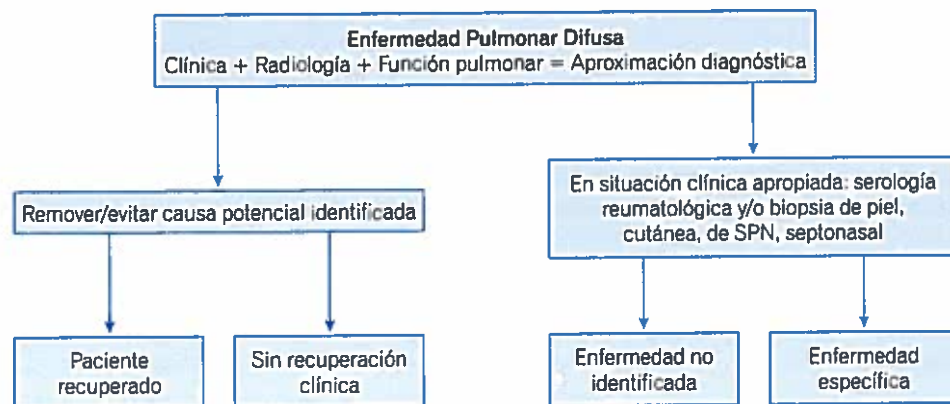 Enfermedad Pulmonar Difusa
Clínica + Radiología + Función pulmonar = Aproximación diagnóstica
Remover/evitar causa potencial identificada
En situación clínica apropiada: serología
reumatológica y/o biopsia de piel,
cutánea, de SPN, septonasal
Paciente
recuperado
Sin recuperación
clínica
Enfermedad no
identificada
Enfermedad
específica